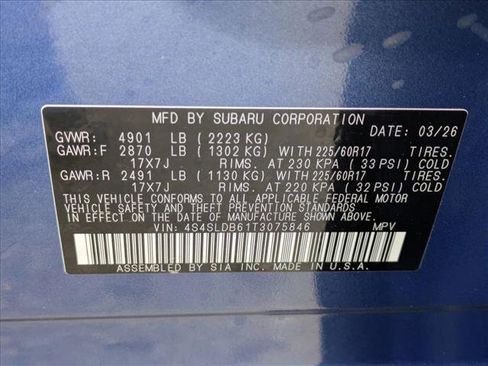 MFD BY SUBARU CORPORATION
GVWR: 4901 LB (2223 KG) DATE: 03/26
GAWR:F 2870 LB (1302 KG) WITH 225/60R17 TIRES.
17X7J RIMS. AT 230 KPA (33 PSI) COLD
GAWR:R 2491 LB (1130 KG) WITH 225/60R17 TIRES.
17X7J RIMS. AT 220 KPA (32 PSI) COLD
THIS VEHICLE CONFORMS TO ALL APPLICABLE FEDERAL MOTOR
VEHICLE SAFETY AND THEFT PREVENTION STANDARDS
IN EFFECT ON THE DATE OF MANUFACTURE SHOWN ABOVE.
VIN: 4S4SLDB61T3075846 MPV
ASSEMBLED BY SIA INC. MADE IN U.S.A.